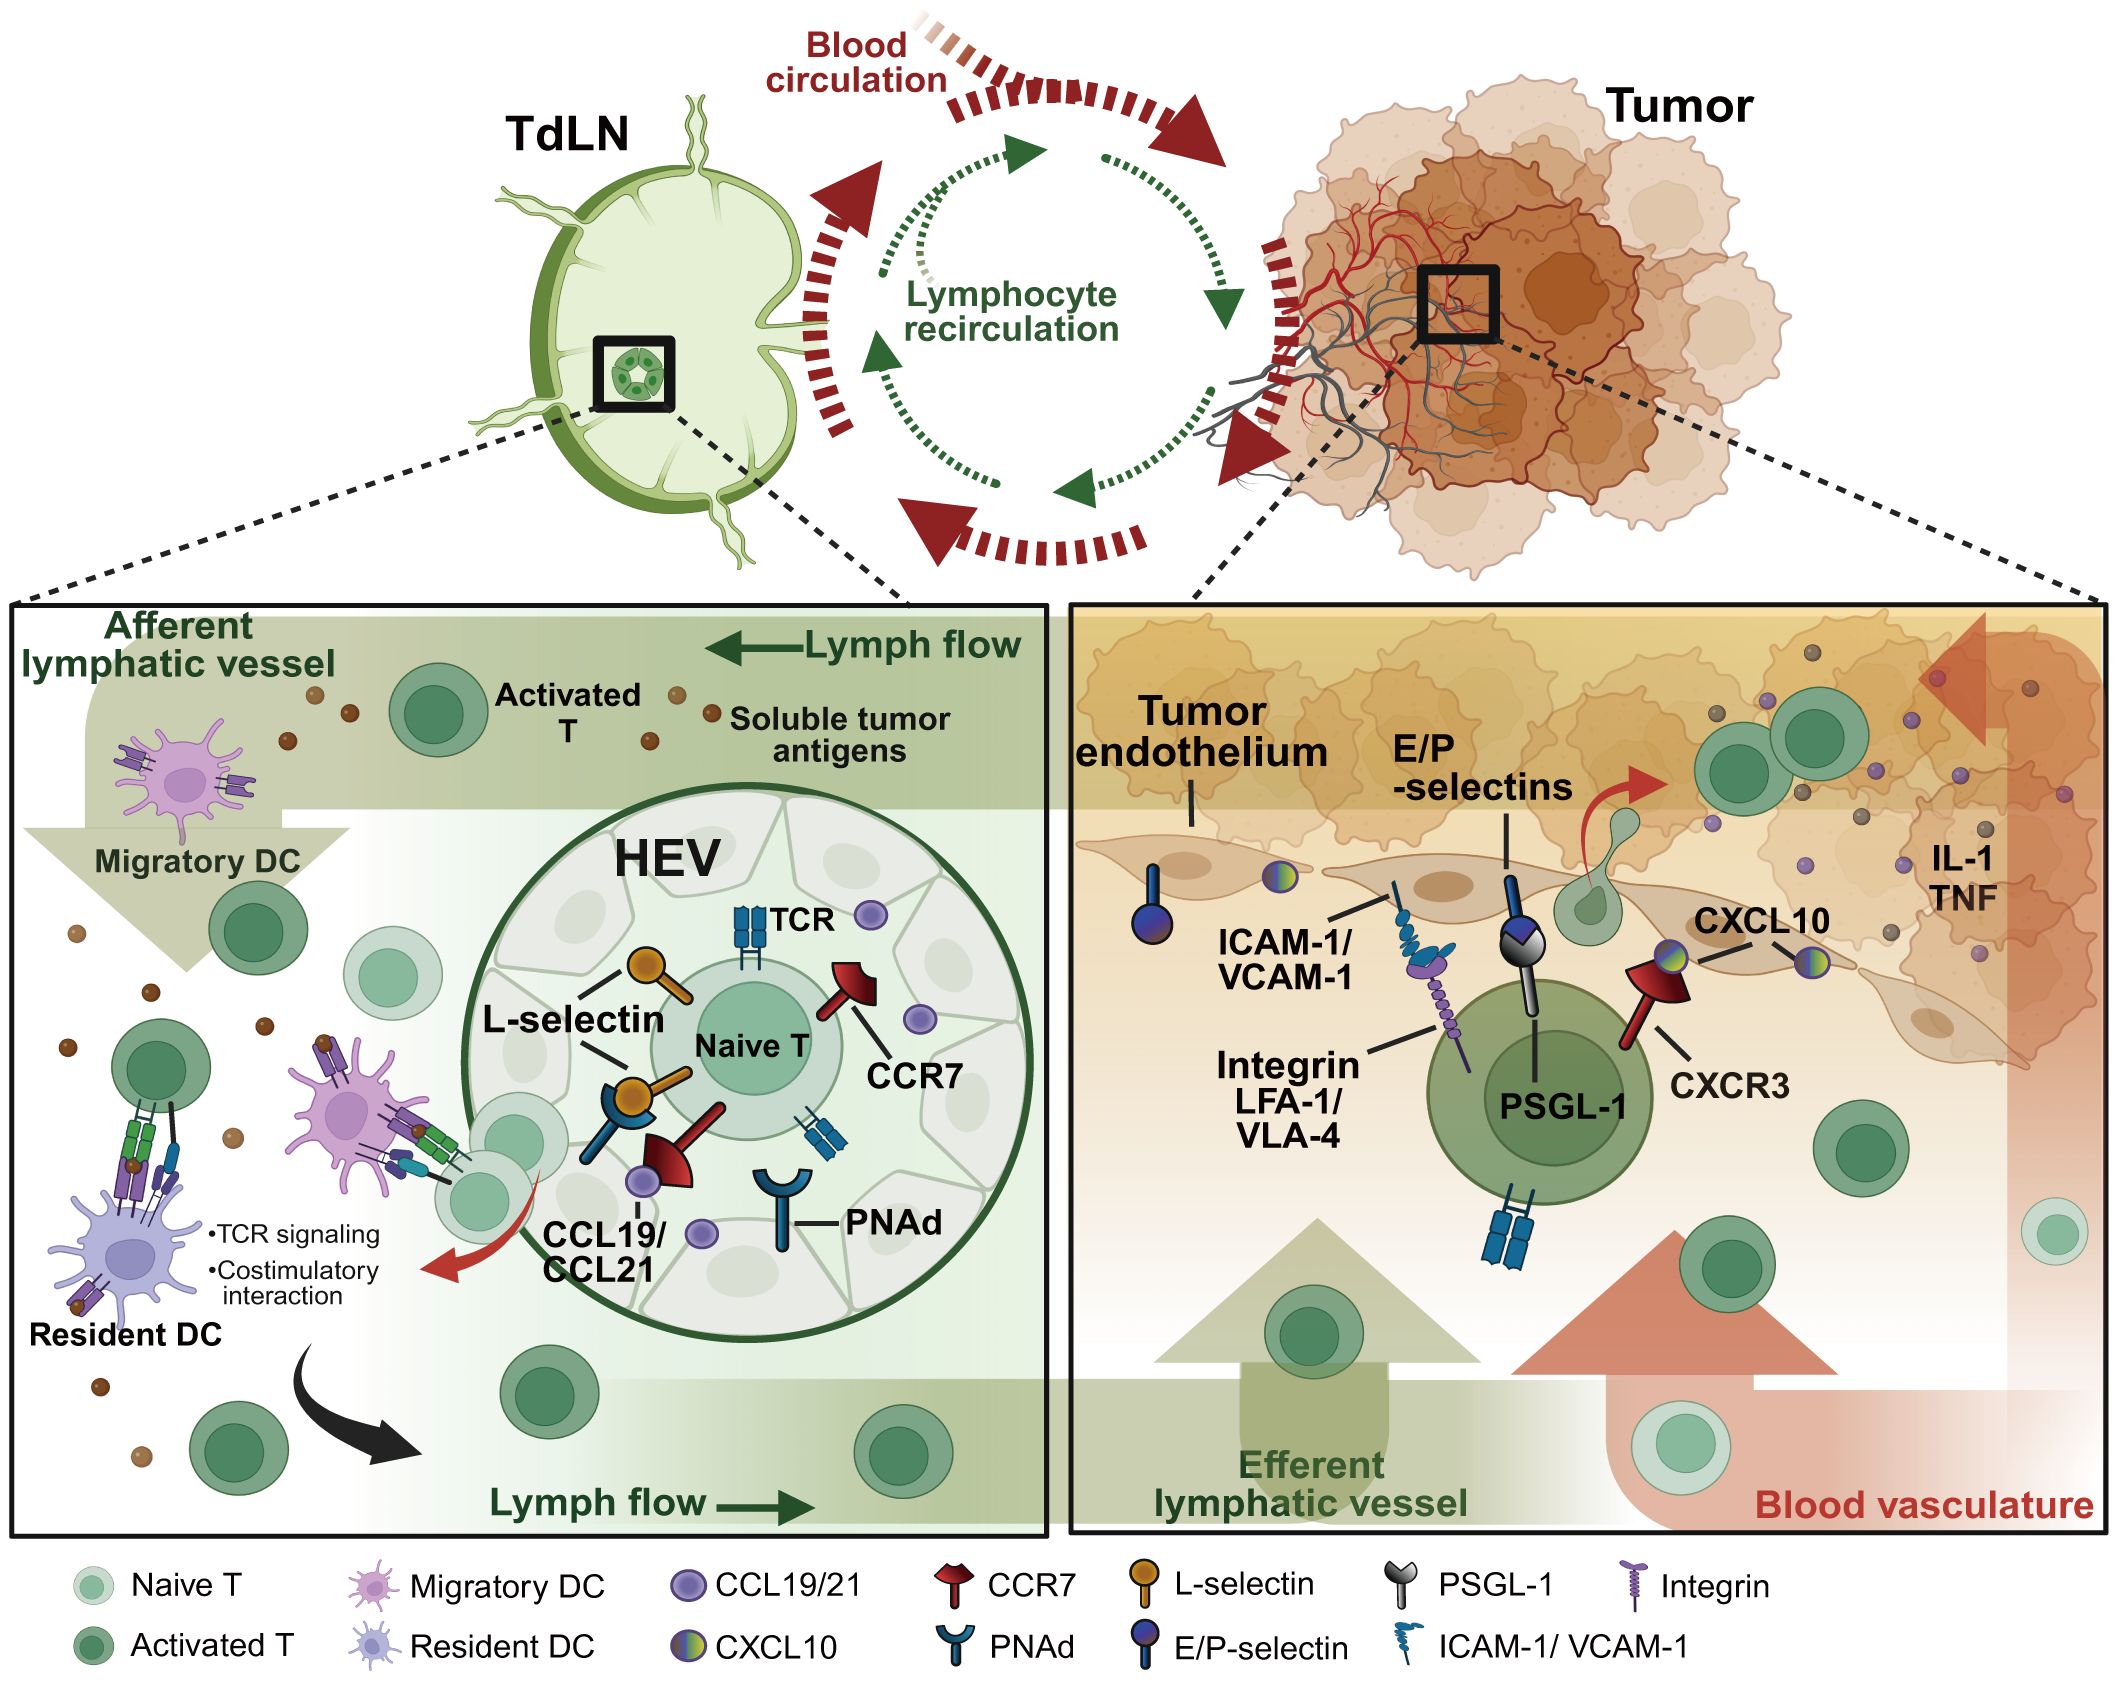 Blood
circulation
TdLN
Tumor
Lymphocyte
recirculation
Afferent
lymphatic vessel
Lymph flow
Activated
T
Soluble tumor
antigens
Migratory DC
HEV
TCR
L-selectin
Naive T
CCR7
CCL19/
CCL21
PNAd
•TCR signaling
•Costimulatory
interaction
Resident DC
Lymph flow
Tumor
endothelium
E/P
-selectins
IL-1
TNF
ICAM-1/
VCAM-1
CXCL10
Integrin
LFA-1/
VLA-4
PSGL-1
CXCR3
Efferent
lymphatic vessel
Blood vasculature
Naive T
Migratory DC
CCL19/21
CCR7
L-selectin
PSGL-1
Integrin
Activated T
Resident DC
CXCL10
PNAd
E/P-selectin
ICAM-1/ VCAM-1